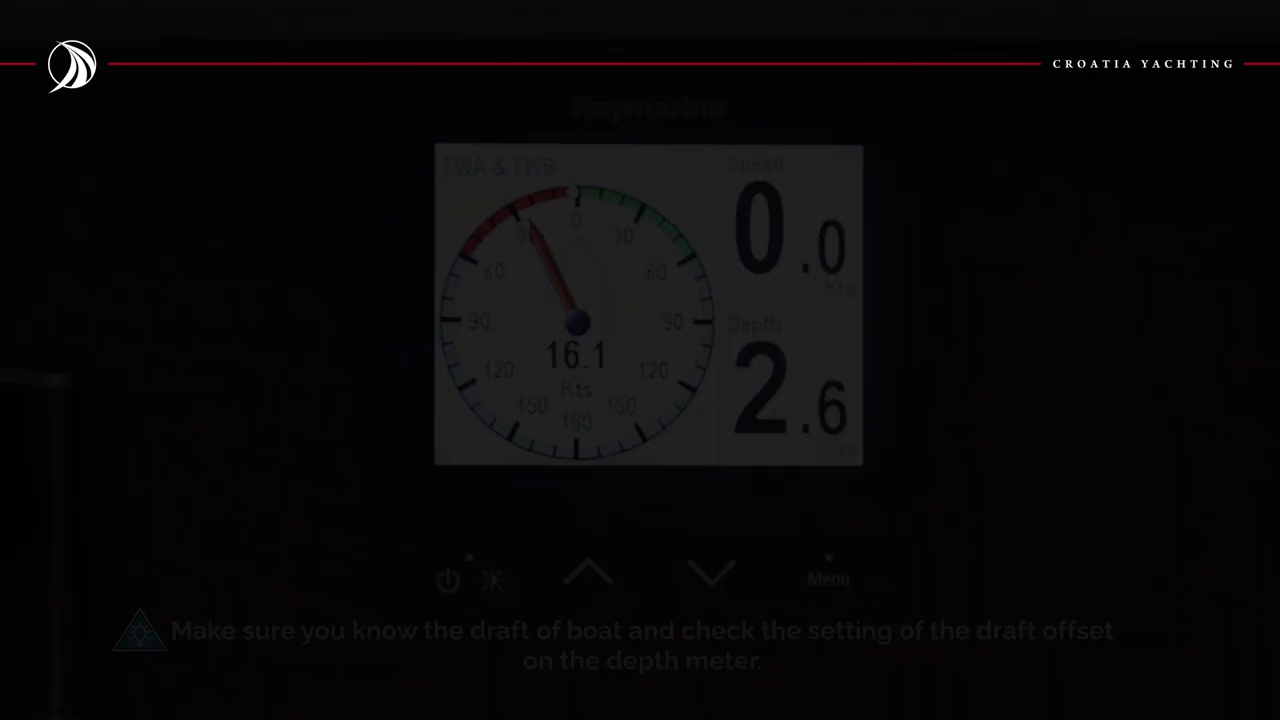 CROATIA YACHTING
Raymarine
TWA & TWS
Speed
0.0
kts
0
30
30
60
60
90
90
120
120
150
150
180
16.1
Kts
Depth
2.6
m
Menu
Make sure you know the draft of boat and check the setting of the draft offset
on the depth meter.